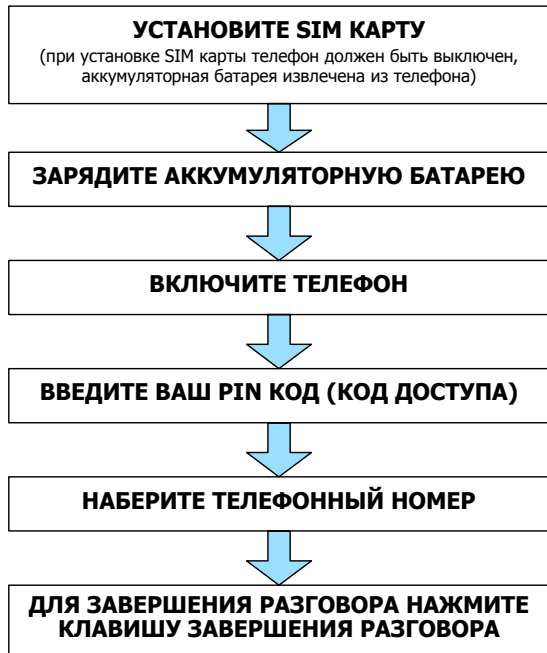 УСТАНОВИТЕ SIM КАРТУ
(при установке SIM карты телефон должен быть выключен,
аккумуляторная батарея извлечена из телефона)
ЗАРЯДИТЕ АККУМУЛЯТОРНУЮ БАТАРЕЮ
ВКЛЮЧИТЕ ТЕЛЕФОН
ВВЕДИТЕ ВАШ PIN КОД (КОД ДОСТУПА)
НАБЕРИТЕ ТЕЛЕФОННЫЙ НОМЕР
ДЛЯ ЗАВЕРШЕНИЯ РАЗГОВОРА НАЖМИТЕ
КЛАВИШУ ЗАВЕРШЕНИЯ РАЗГОВОРА